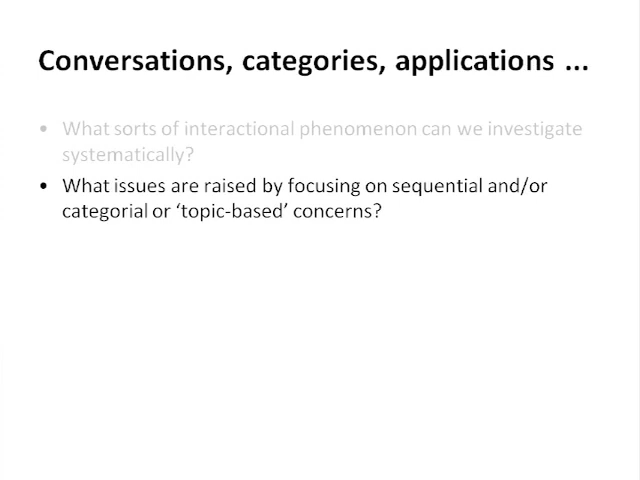 Conversations, categories, applications ...
• What sorts of interactional phenomenon can we investigate
systematically?
• What issues are raised by focusing on sequential and/or
categorial or ‘topic-based’ concerns?